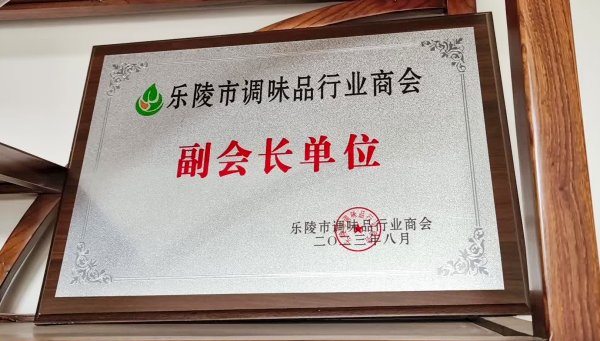 乐陵市调味品行业商会
副会长单位
乐陵市调味品行业商会
二〇二三年八月